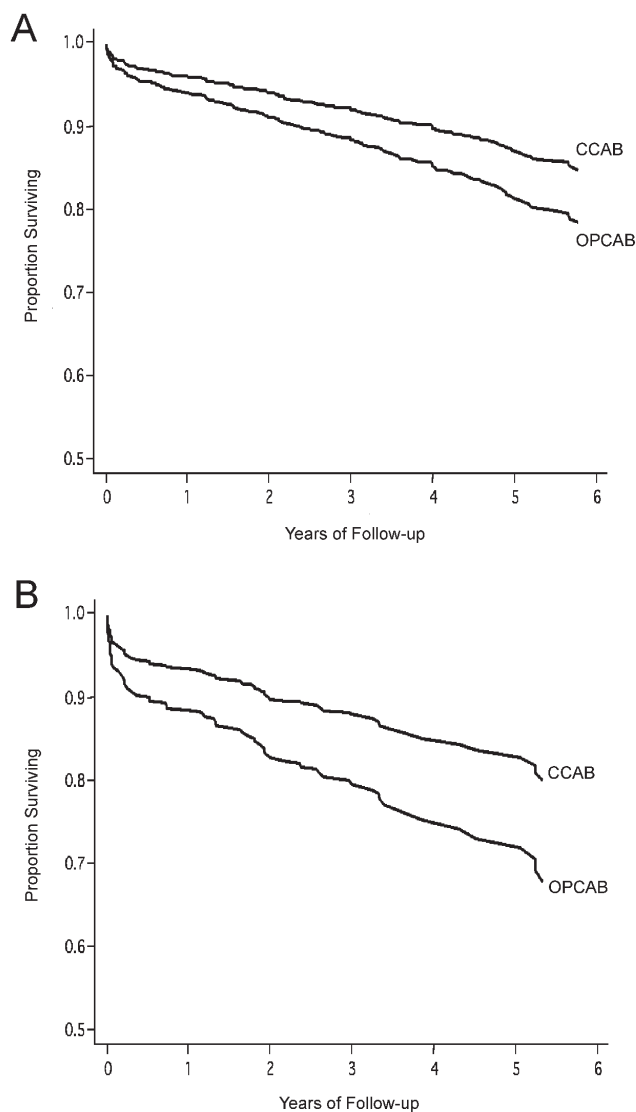 A
1.0
0.9
0.8
0.7
0.6
0.5
Proportion Surviving
CCAB
OPCAB
0 1 2 3 4 5 6
Years of Follow-up
B
1.0
0.9
0.8
0.7
0.6
0.5
Proportion Surviving
CCAB
OPCAB
0 1 2 3 4 5 6
Years of Follow-up